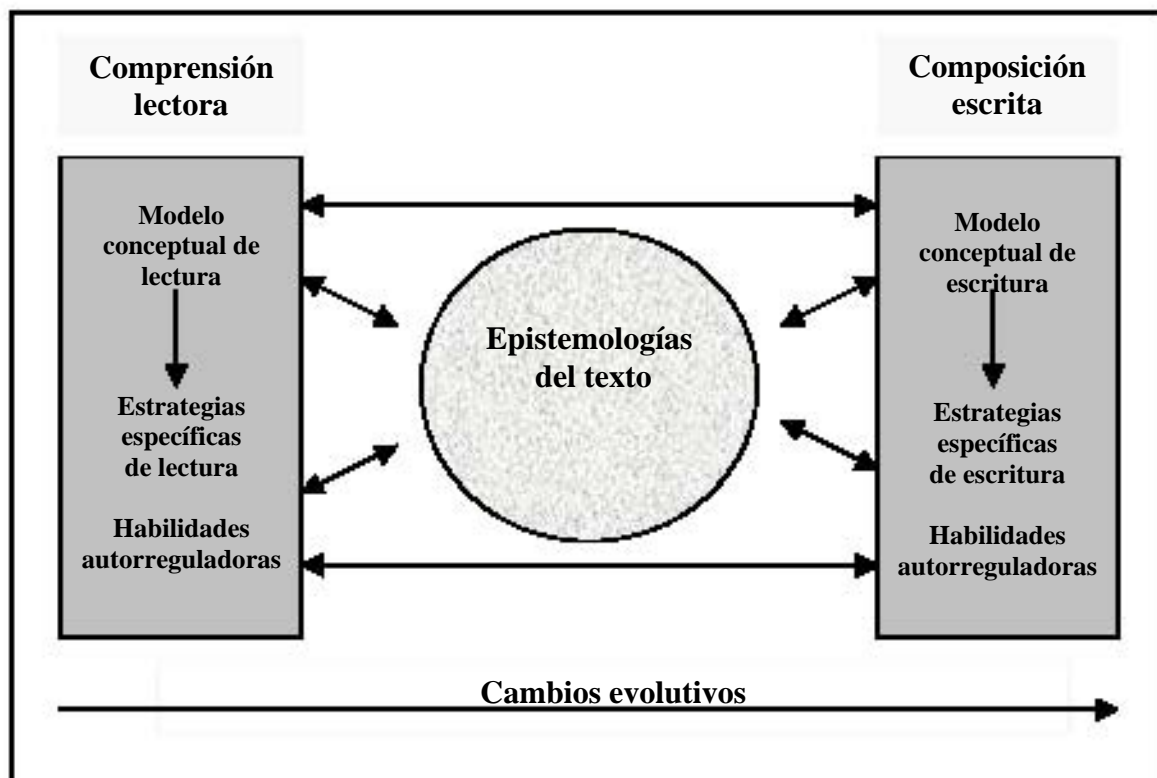 Comprensión
lectora
Modelo
conceptual de
lectura
Estrategias
específicas
de lectura
Habilidades
autorreguladoras
Epistemologías
del texto
Composición
escrita
Modelo
conceptual de
escritura
Estrategias
específicas
de escritura
Habilidades
autorreguladoras
Cambios evolutivos